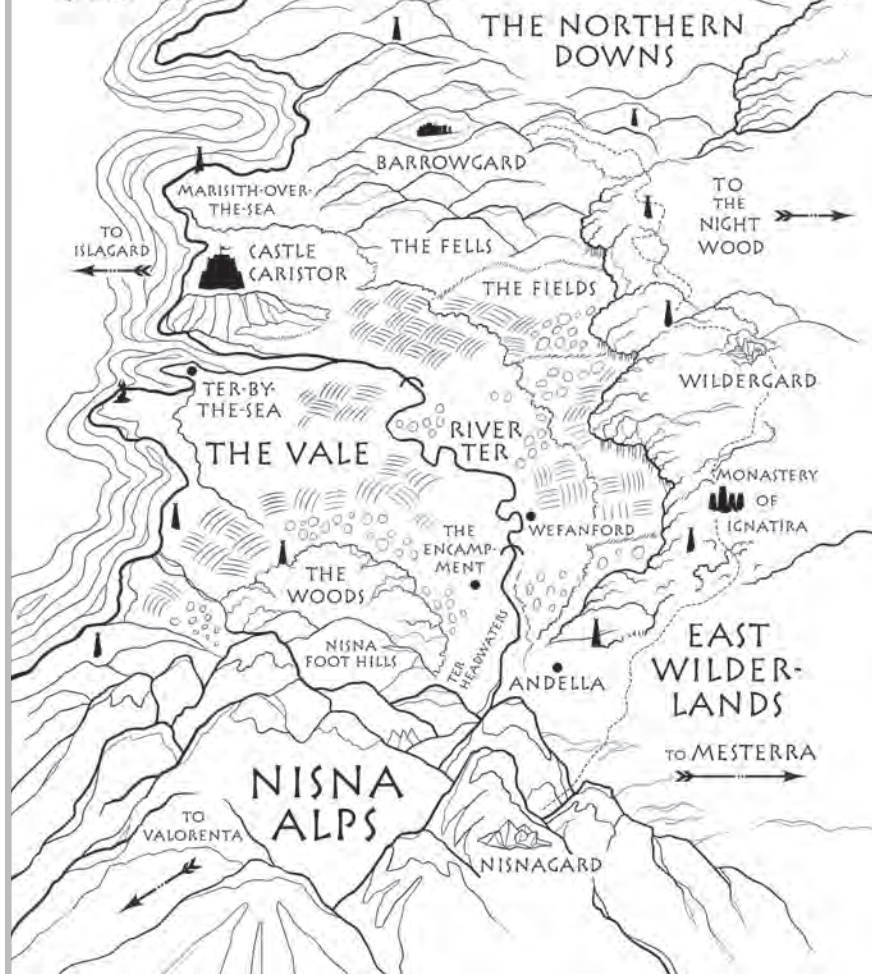 THE NORTHERN
DOWNS
BARROWGARD
MARISITH-OVER-
THE-SEA
TO
THE
NIGHT
WOOD
TO
ISLAGARD
CASTLE
CARISTOR
THE FELLS
THE FIELDS
WILDERGARD
TER-BY-
THE-SEA
RIVER
TER
THE VALE
MONASTERY
OF
IGNATIRA
WEFANFORD
THE
ENCAMP-
MENT
THE
WOODS
NISNA
FOOT HILLS
TER
HEADWATERS
ANDELLA
EAST
WILDER-
LANDS
TO MESTERRA
NISNA
ALPS
TO
VALORENTA
NISNAGARD